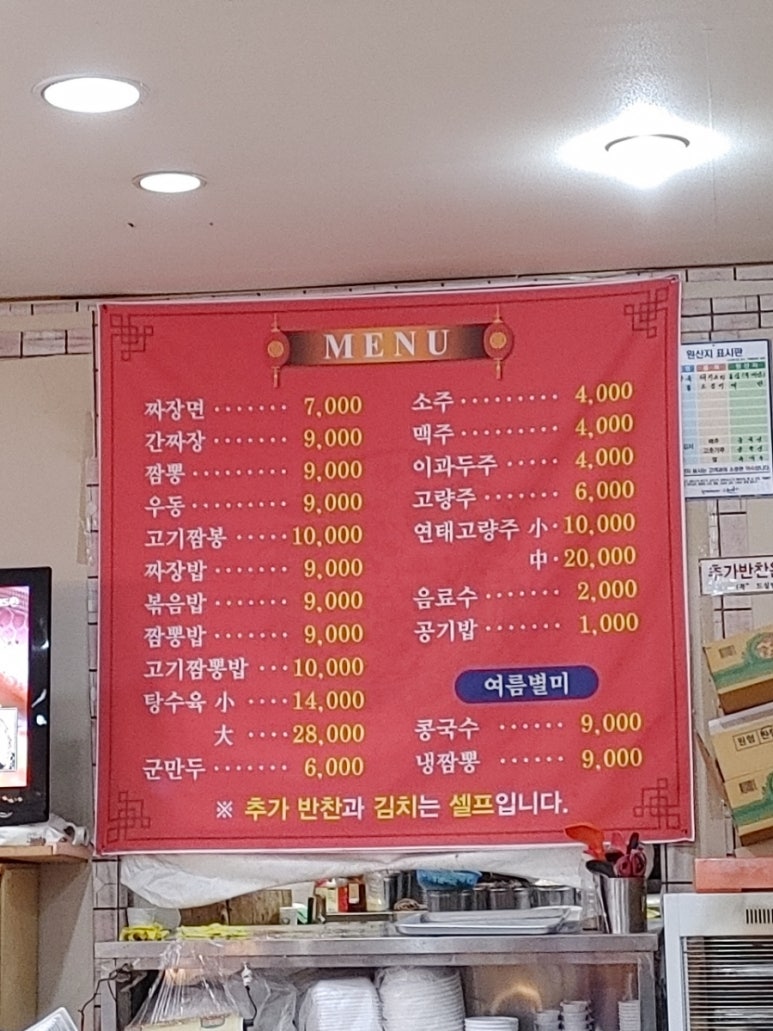 MENU
짜장면 ······· 7,000
간짜장 ······· 9,000
짬뽕 ········· 9,000
우동 ········· 9,000
고기짬봉 ····· 10,000
짜장밥 ······· 9,000
볶음밥 ······· 9,000
짬뽕밥 ······· 9,000
고기짬뽕밥 ··· 10,000
탕수육 小 ···· 14,000
大 ···· 28,000
군만두 ······· 6,000
소주 ········· 4,000
맥주 ········· 4,000
이과두주 ····· 4,000
고량주 ······· 6,000
연태고량주 小 · 10,000
中 · 20,000
음료수 ······· 2,000
공기밥 ······· 1,000
여름별미
콩국수 ······ 9,000
냉짬뽕 ······ 9,000
※ 추가 반찬과 김치는 셀프입니다.
원산지 표시판
추가반찬은